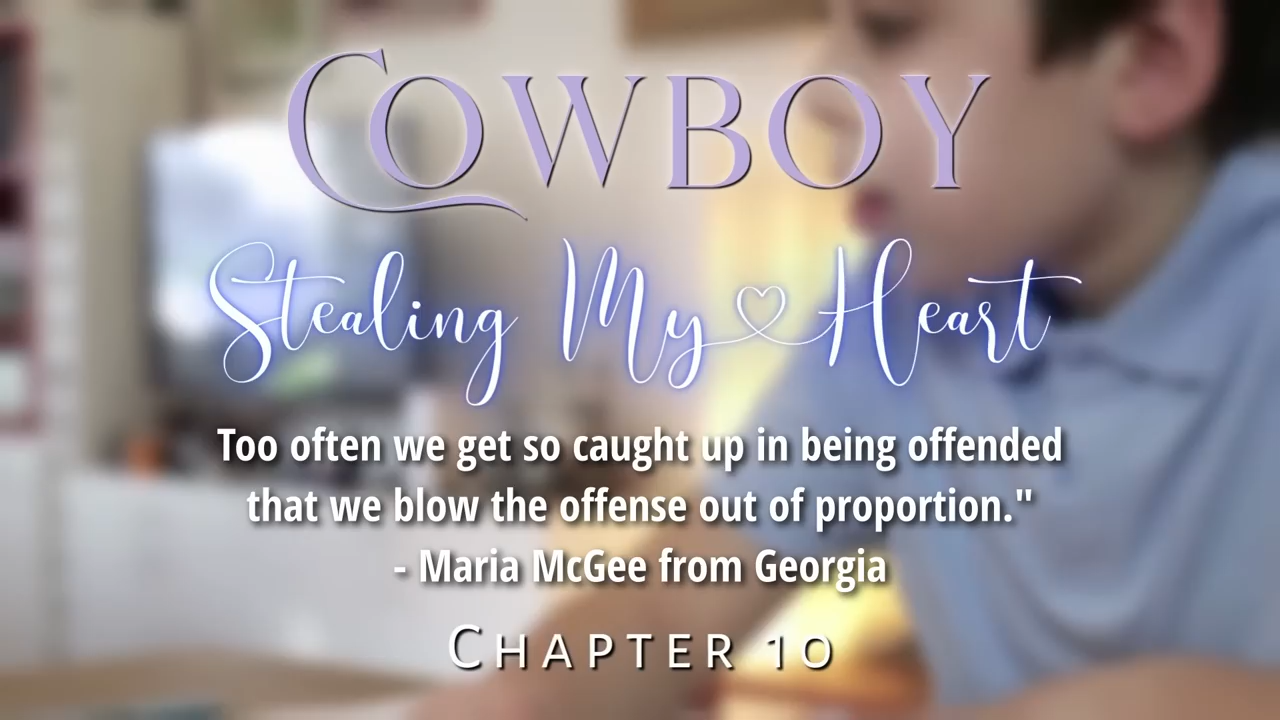 COWBOY
Stealing My Heart
Too often we get so caught up in being offended
that we blow the offense out of proportion."
- Maria McGee from Georgia
CHAPTER 10